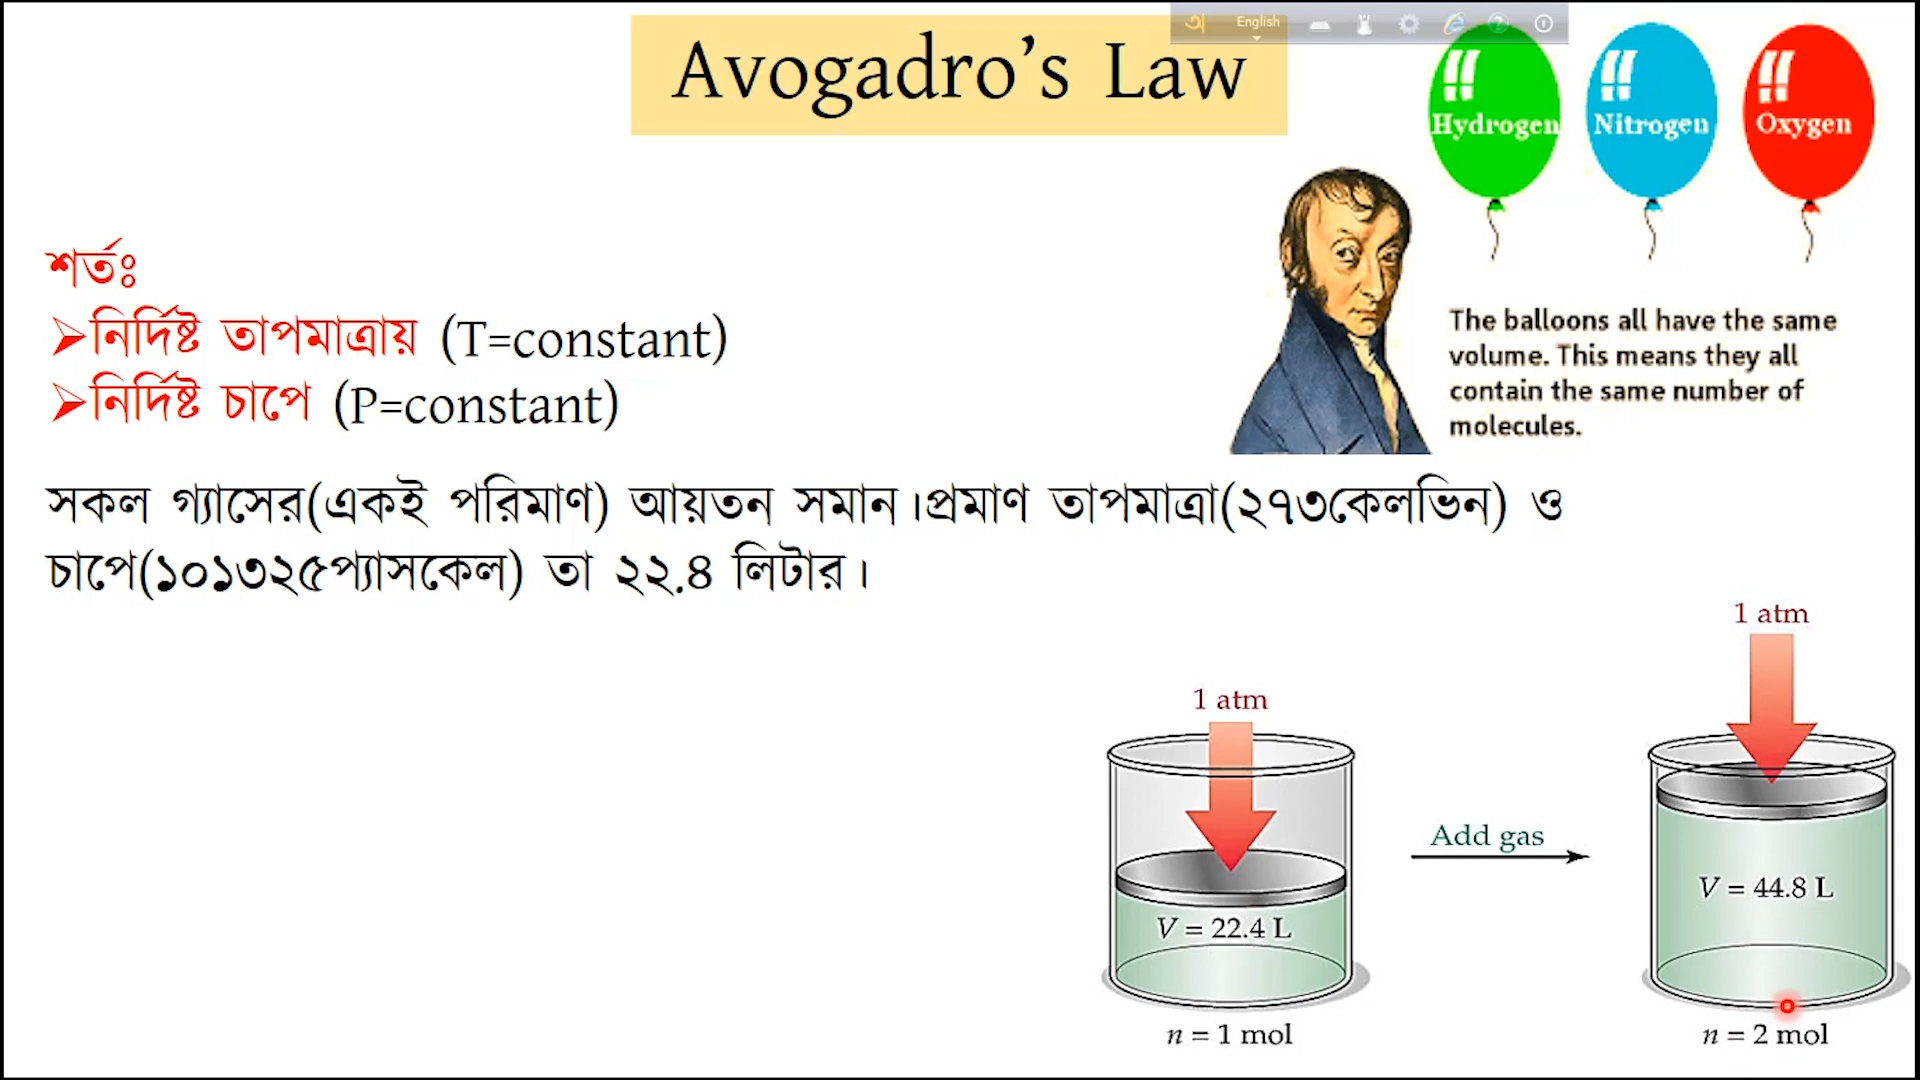 English
Avogadro’s Law
Hydrogen
Nitrogen
Oxygen
শর্তঃ
➢নির্দিষ্ট তাপমাত্রায় (T=constant)
➢নির্দিষ্ট চাপে (P=constant)
The balloons all have the same
volume. This means they all
contain the same number of
molecules.
সকল গ্যাসের(একই পরিমাণ) আয়তন সমান।প্রমাণ তাপমাত্রা(২৭৩কেলভিন) ও
চাপে(১০১৩২৫প্যাসকেল) তা ২২.৪ লিটার।
1 atm
1 atm
Add gas
V = 22.4 L
V = 44.8 L
n = 1 mol
n = 2 mol